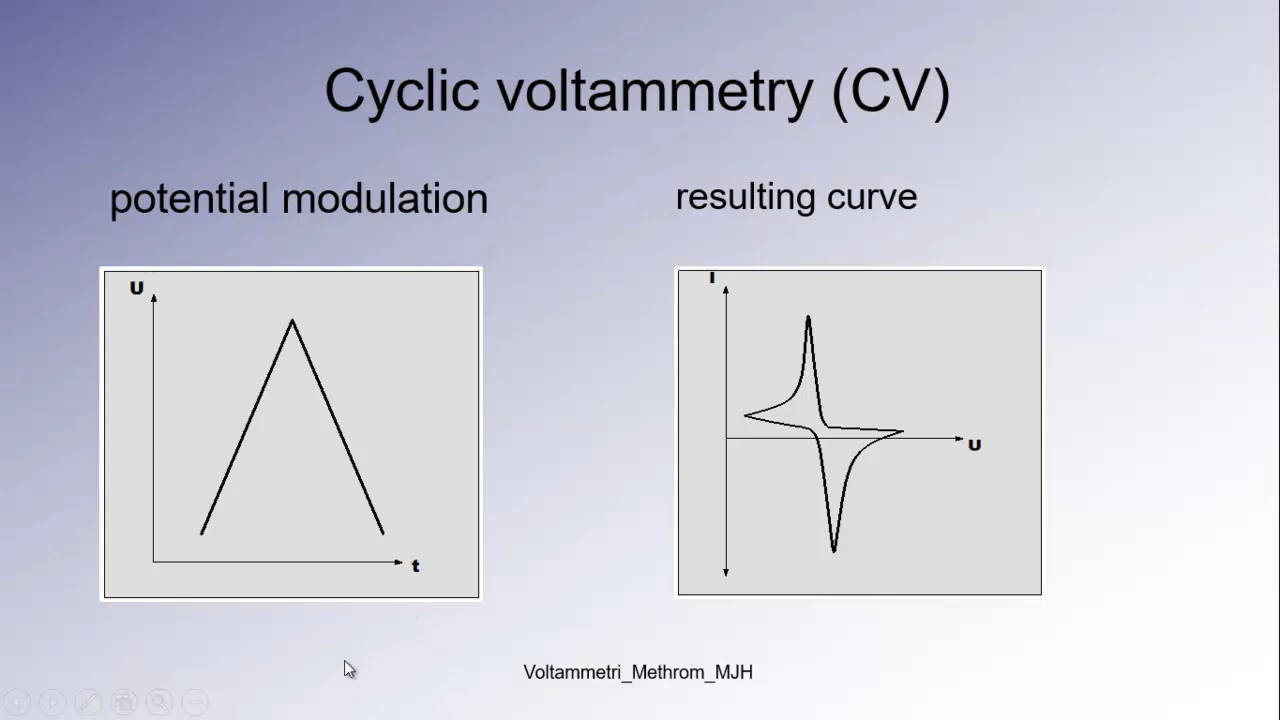 Cyclic voltammetry (CV)
potential modulation
resulting curve
U
t
I
U
Voltammetri_Methrom_MJH